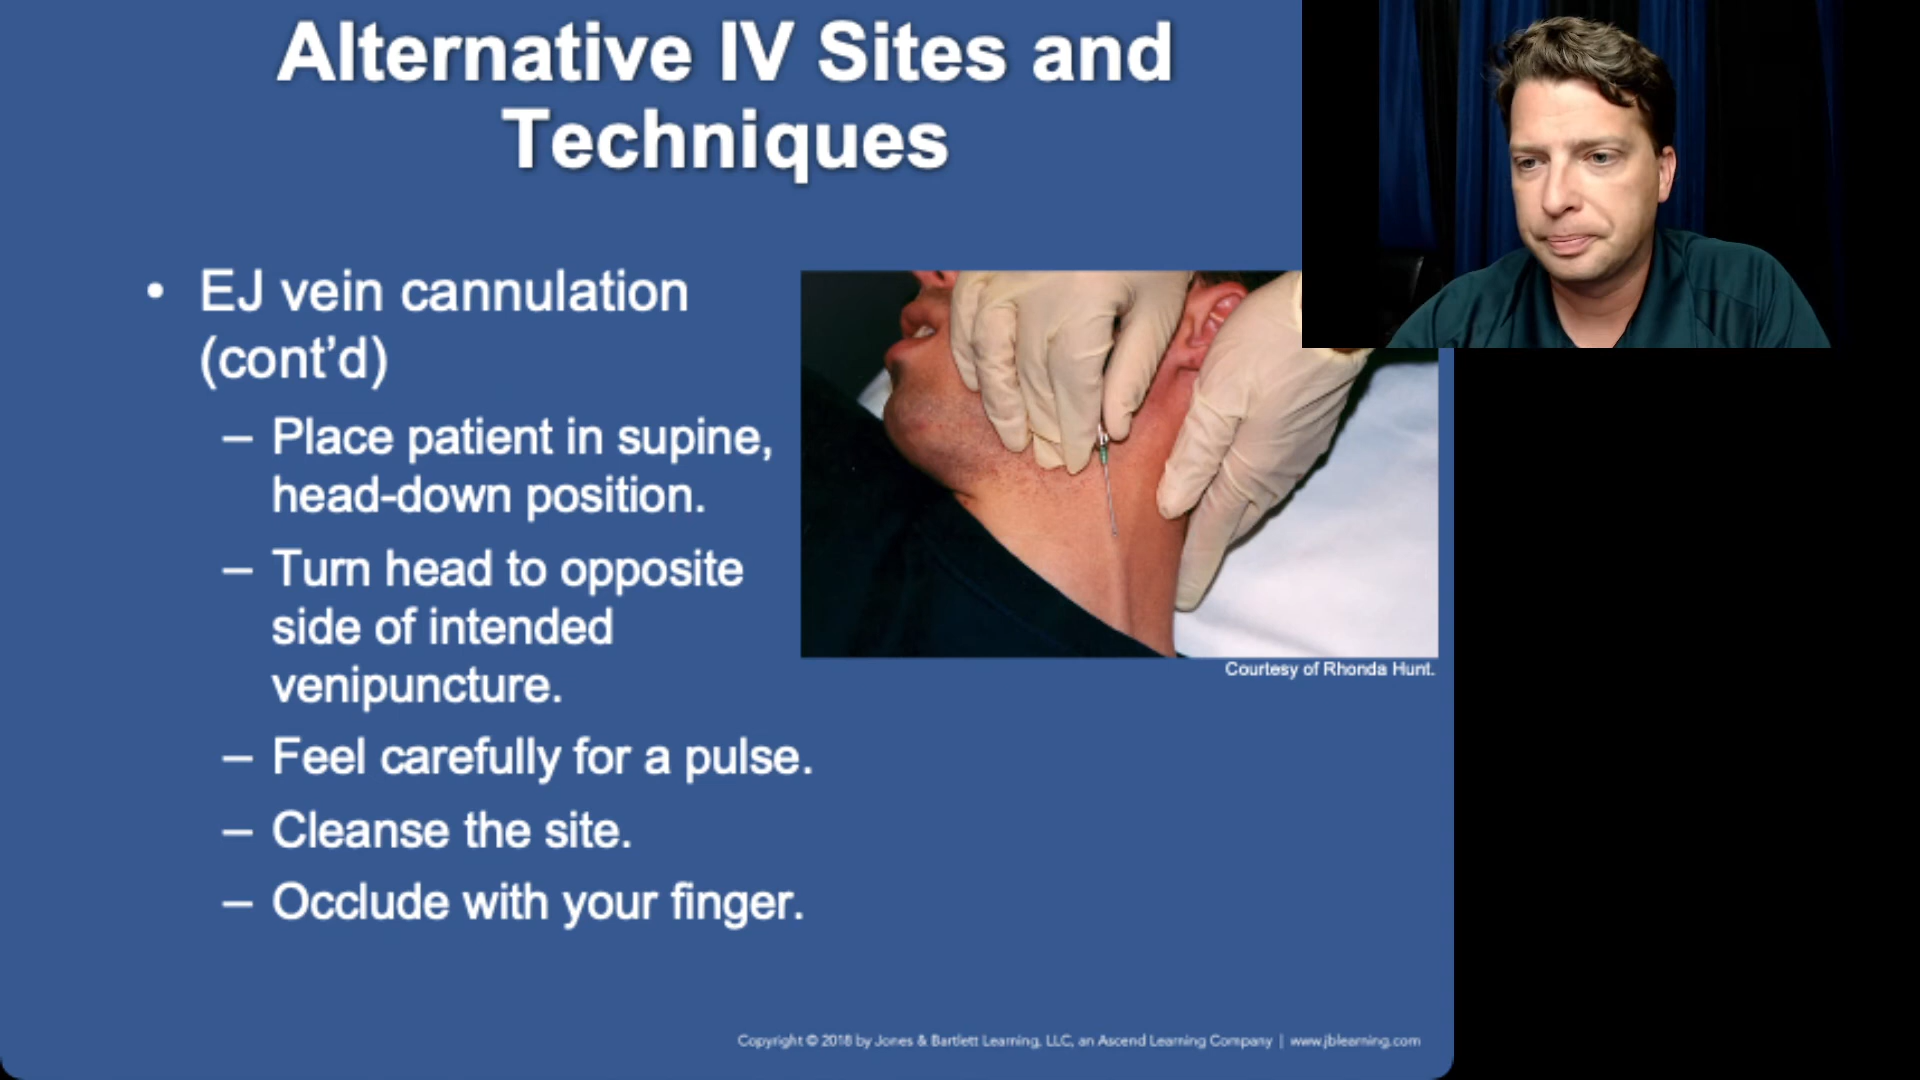 Alternative IV Sites and
Techniques
• EJ vein cannulation
(cont’d)
– Place patient in supine,
head-down position.
– Turn head to opposite
side of intended
venipuncture.
– Feel carefully for a pulse.
– Cleanse the site.
– Occlude with your finger.
Courtesy of Rhonda Hunt.
Copyright © 2018 by Jones & Bartlett Learning, LLC, an Ascend Learning Company | www.jblearning.com